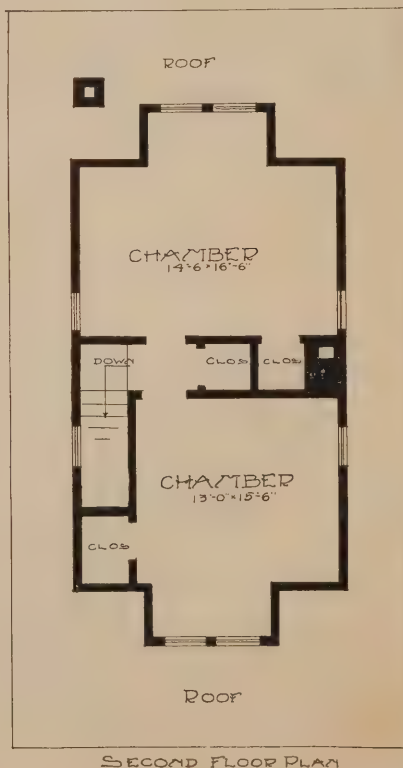 ROOF
CHAMBER
14'-6" × 16'-6"
DOWN
CLOS
CLOS
CHAMBER
13'-0" × 15'-6"
CLOS
ROOF
SECOND FLOOR PLAN